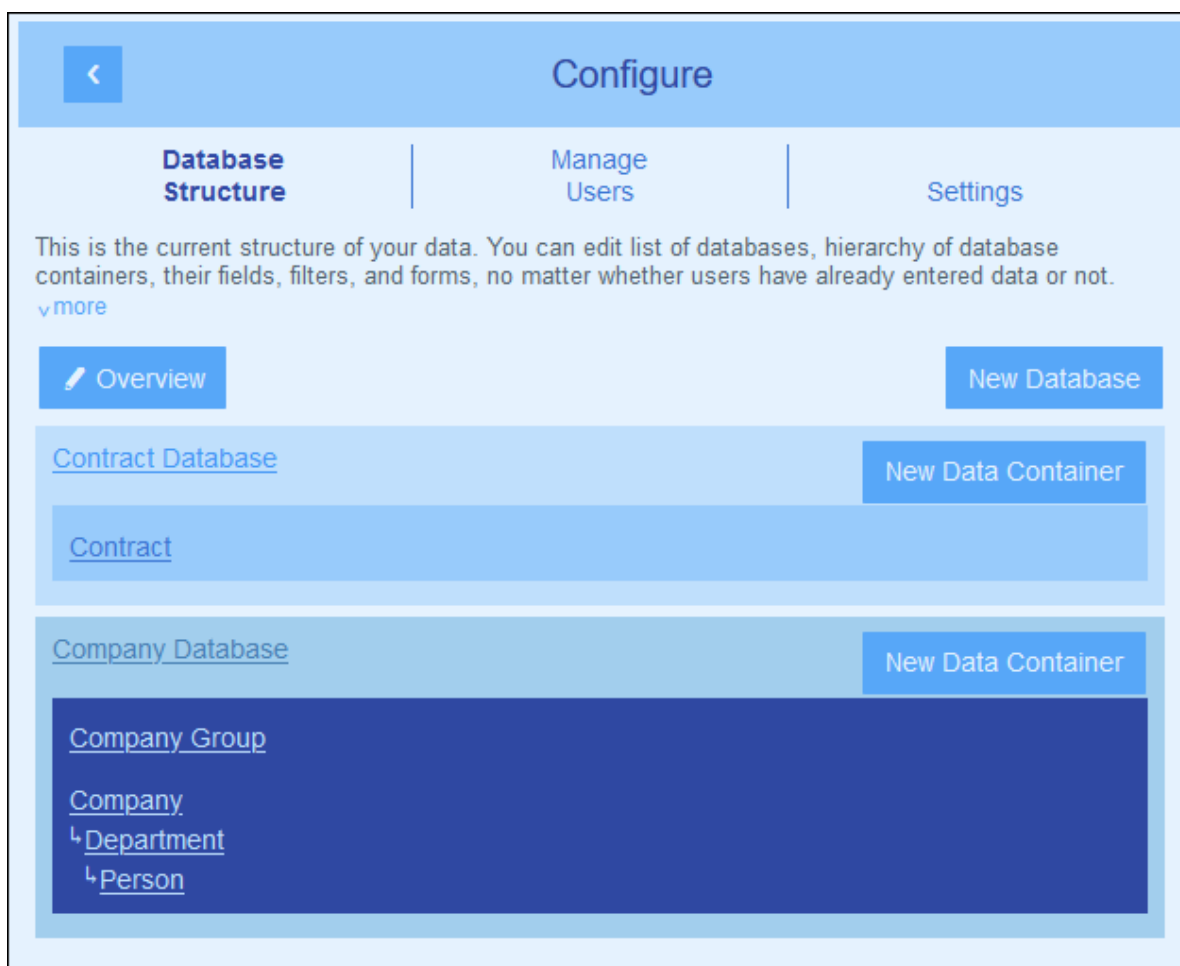 Configure
Database
Structure
Manage
Users
Settings
This is the current structure of your data. You can edit list of databases, hierarchy of database
containers, their fields, filters, and forms, no matter whether users have already entered data or not.
more
Overview
New Database
Contract Database
New Data Container
Contract
Company Database
New Data Container
Company Group
Company
↳Department
↳Person